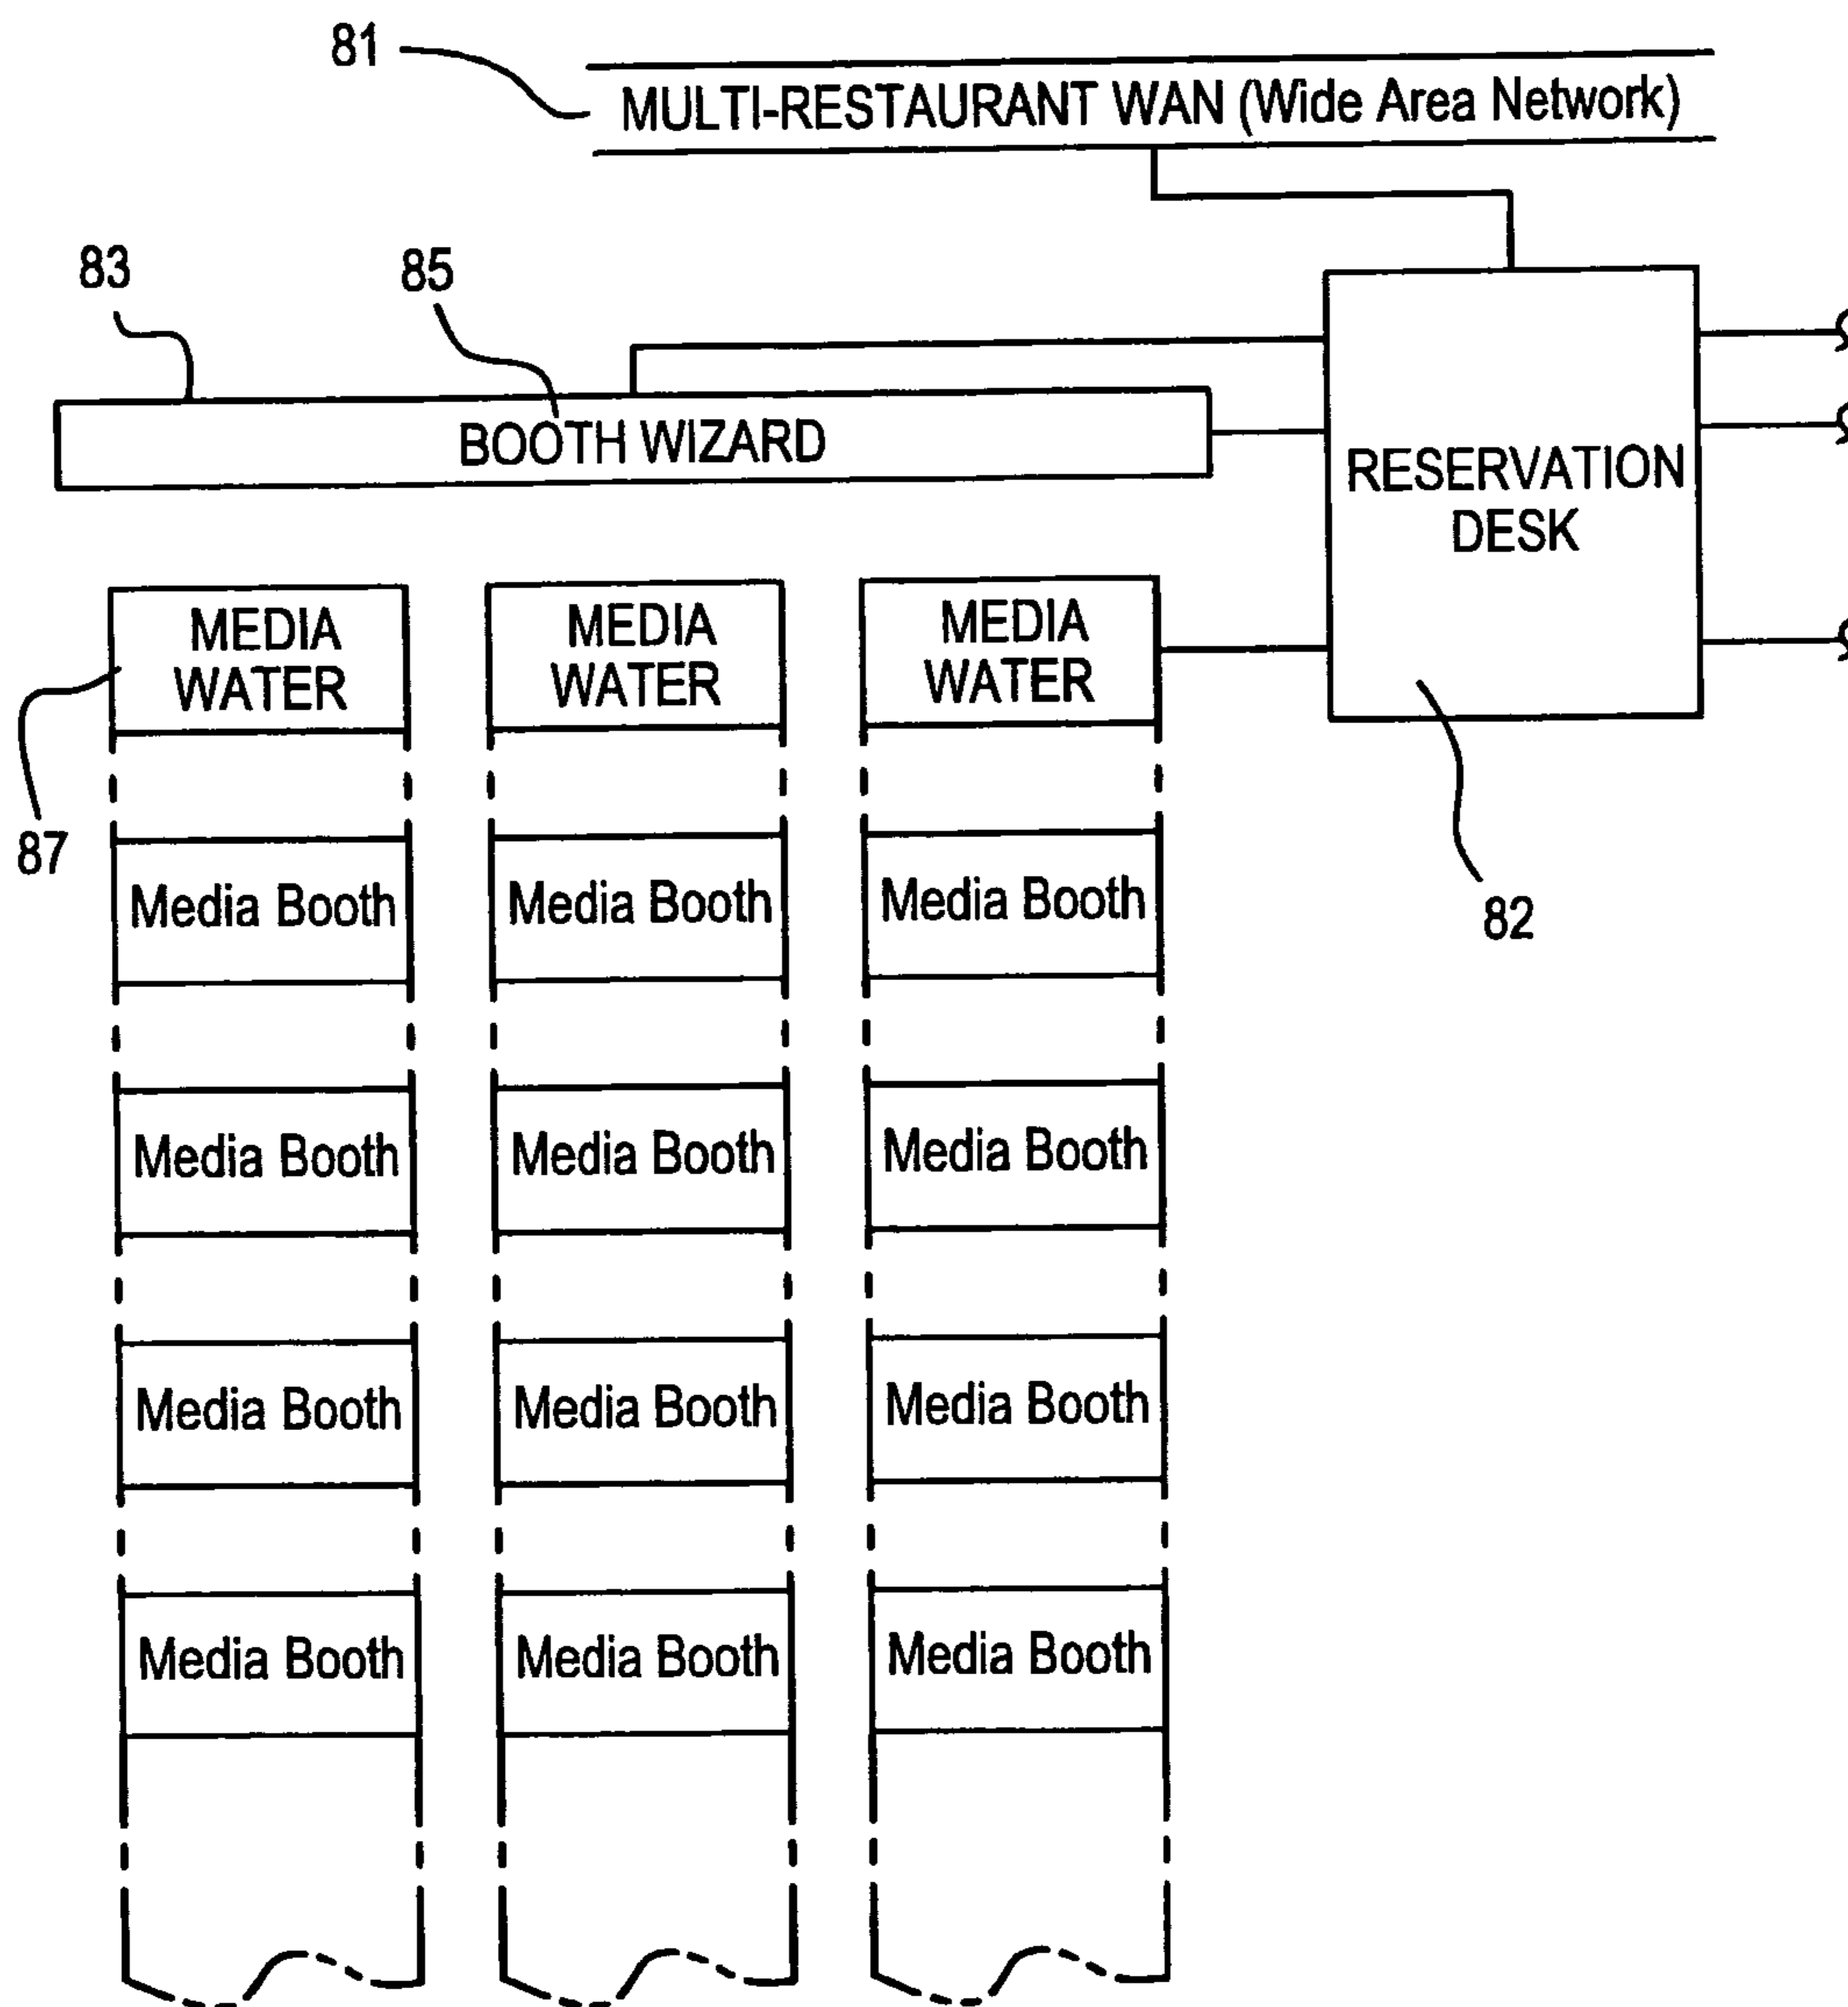 81
MULTI-RESTAURANT WAN (Wide Area Network)
83
85
BOOTH WIZARD
RESERVATION
DESK
MEDIA
WATER
MEDIA
WATER
MEDIA
WATER
87
82
Media Booth
Media Booth
Media Booth
Media Booth
Media Booth
Media Booth
Media Booth
Media Booth
Media Booth
Media Booth
Media Booth
Media Booth